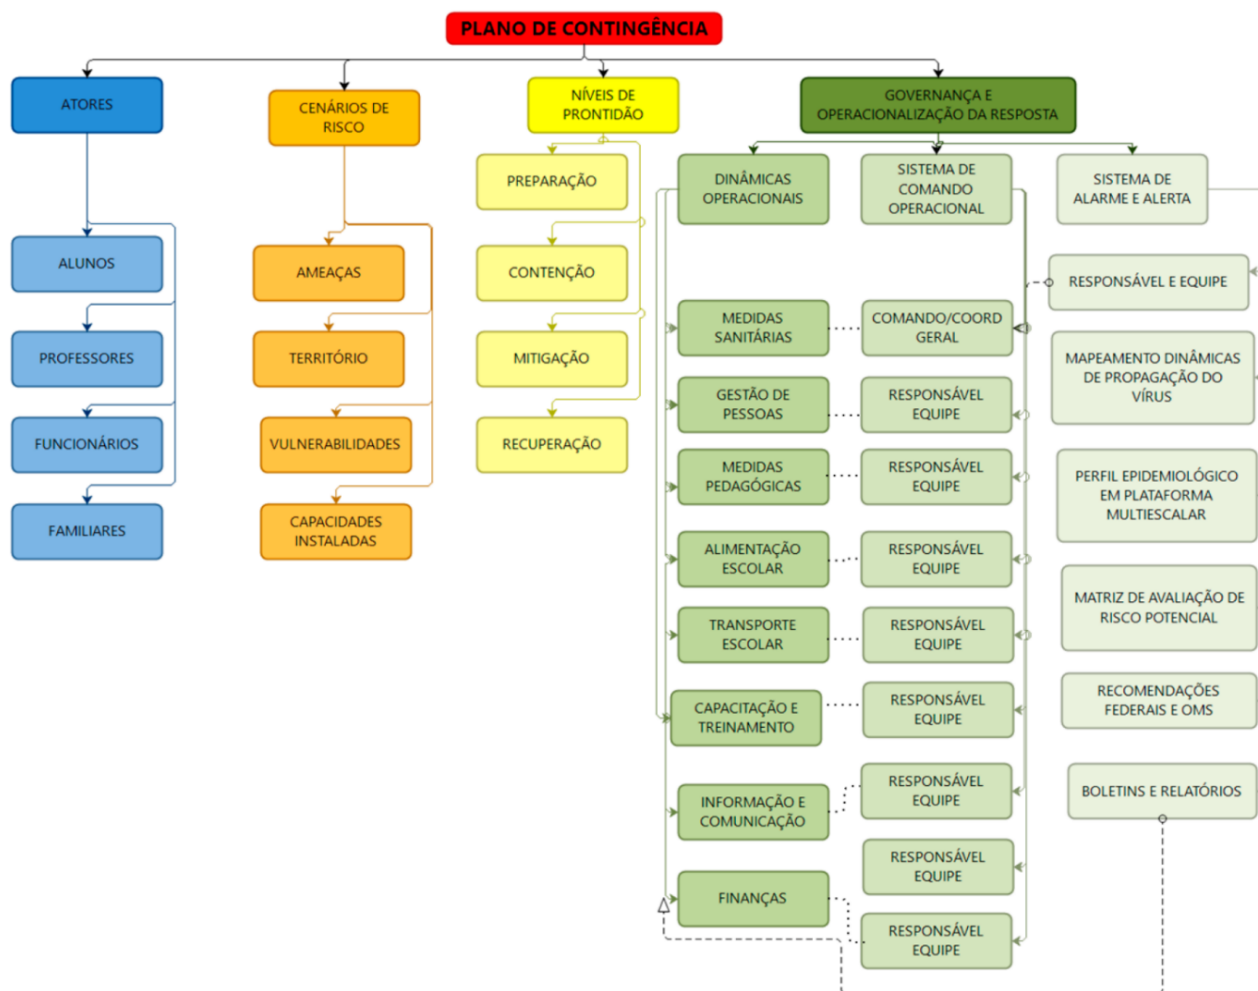 PLANO DE CONTINGÊNCIA
ATORES
ALUNOS
PROFESSORES
FUNCIONÁRIOS
FAMILIARES
CENÁRIOS DE
RISCO
AMEAÇAS
TERRITÓRIO
VULNERABILIDADES
CAPACIDADES
INSTALADAS
NÍVEIS DE
PRONTIDÃO
PREPARAÇÃO
CONTENÇÃO
MITIGAÇÃO
RECUPERAÇÃO
GOVERNANÇA E
OPERACIONALIZAÇÃO DA RESPOSTA
DINÂMICAS
OPERACIONAIS
MEDIDAS
SANITÁRIAS
GESTÃO DE
PESSOAS
MEDIDAS
PEDAGÓGICAS
ALIMENTAÇÃO
ESCOLAR
TRANSPORTE
ESCOLAR
CAPACITAÇÃO E
TREINAMENTO
INFORMAÇÃO E
COMUNICAÇÃO
FINANÇAS
SISTEMA DE
COMANDO
OPERACIONAL
COMANDO/COORD
GERAL
RESPONSÁVEL
EQUIPE
RESPONSÁVEL
EQUIPE
RESPONSÁVEL
EQUIPE
RESPONSÁVEL
EQUIPE
RESPONSÁVEL
EQUIPE
RESPONSÁVEL
EQUIPE
RESPONSÁVEL
EQUIPE
RESPONSÁVEL
EQUIPE
SISTEMA DE
ALARME E ALERTA
RESPONSÁVEL E EQUIPE
MAPEAMENTO DINÂMICAS
DE PROPAGAÇÃO DO
VÍRUS
PERFIL EPIDEMIOLÓGICO
EM PLATAFORMA
MULTIESCALAR
MATRIZ DE AVALIAÇÃO DE
RISCO POTENCIAL
RECOMENDAÇÕES
FEDERAIS E OMS
BOLETINS E RELATÓRIOS